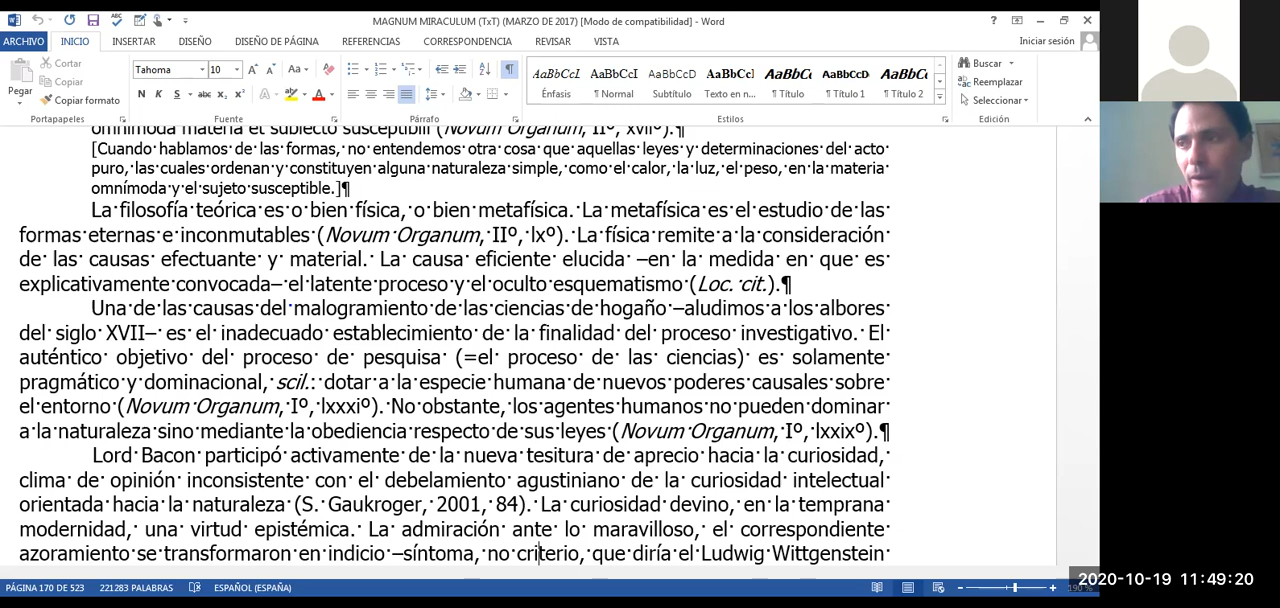 MAGNUM MIRACULUM (TxT) (MARZO DE 2017) [Modo de compatibilidad] - Word
ARCHIVO INICIO INSERTAR DISEÑO DISEÑO DE PÁGINA REFERENCIAS CORRESPONDENCIA REVISAR VISTA Iniciar sesión
Pegar
Cortar
Copiar
Copiar formato
Portapapeles
Tahoma 10
N K S abc x₂ x²
Fuente
Párrafo
AaBbCcI Énfasis
AaBbCcI ¶ Normal
AaBbCcD Subtítulo
AaBbCcI Texto en n...
AaBbCc ¶ Título
AaBbCcD ¶ Título 1
AaBbCc ¶ Título 2
Estilos
Buscar
Reemplazar
Seleccionar
Edición
omnímoda materia et subiecto susceptibili (Novum Organum, IIº, xviiº).¶
[Cuando hablamos de las formas, no entendemos otra cosa que aquellas leyes y determinaciones del acto
puro, las cuales ordenan y constituyen alguna naturaleza simple, como el calor, la luz, el peso, en la materia
omnímoda y el sujeto susceptible.]¶
La filosofía teórica es o bien física, o bien metafísica. La metafísica es el estudio de las
formas eternas e inconmutables (Novum Organum, IIº, lxº). La física remite a la consideración
de las causas efectuante y material. La causa eficiente elucida –en la medida en que es
explicativamente convocada– el latente proceso y el oculto esquematismo (Loc. cit.).¶
Una de las causas del malogramiento de las ciencias de hogaño –aludimos a los albores
del siglo XVII– es el inadecuado establecimiento de la finalidad del proceso investigativo. El
auténtico objetivo del proceso de pesquisa (=el proceso de las ciencias) es solamente
pragmático y dominacional, scil.: dotar a la especie humana de nuevos poderes causales sobre
el entorno (Novum Organum, Iº, lxxxiº). No obstante, los agentes humanos no pueden dominar
a la naturaleza sino mediante la obediencia respecto de sus leyes (Novum Organum, Iº, lxxixº).¶
Lord Bacon participó activamente de la nueva tesitura de aprecio hacia la curiosidad,
clima de opinión inconsistente con el debelamiento agustiniano de la curiosidad intelectual
orientada hacia la naturaleza (S. Gaukroger, 2001, 84). La curiosidad devino, en la temprana
modernidad, una virtud epistémica. La admiración ante lo maravilloso, el correspondiente
azoramiento se transformaron en indicio –síntoma, no criterio, que diría el Ludwig Wittgenstein
PÁGINA 170 DE 523 221283 PALABRAS ESPAÑOL (ESPAÑA) 190 %
2020-10-19 11:49:20